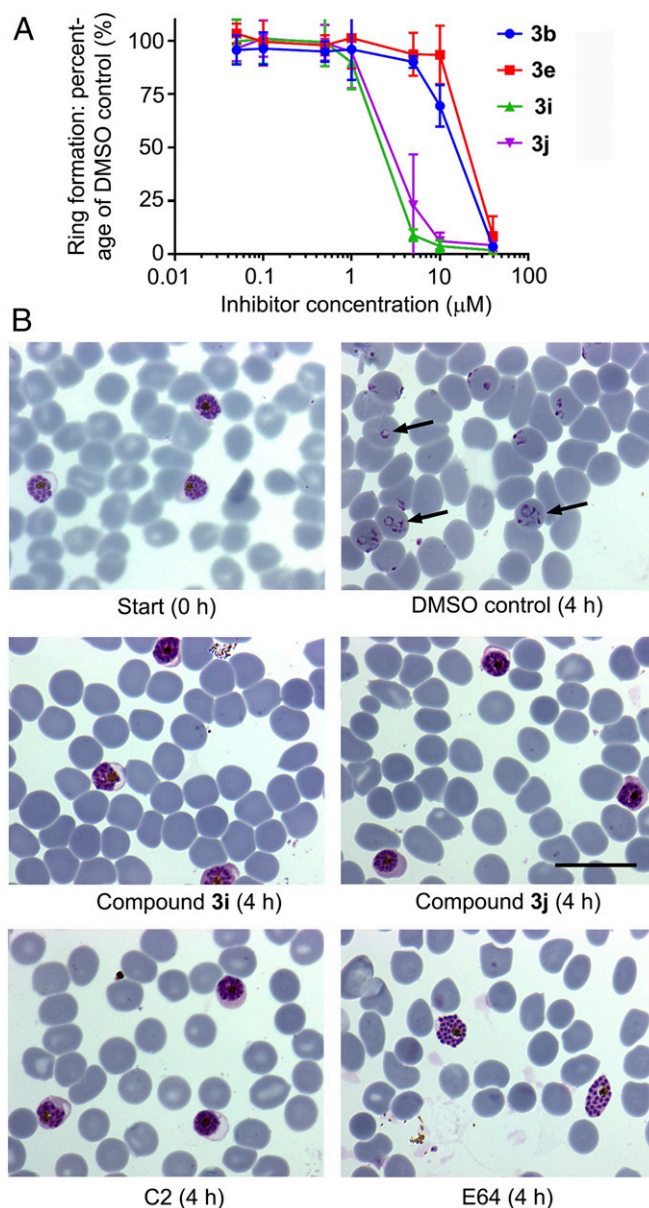 A
Ring formation: percent-
age of DMSO control (%)
100
75
50
25
0
0.01
0.1
1
10
100
Inhibitor concentration (μM)
3b
3e
3i
3j
B
Start (0 h)
DMSO control (4 h)
Compound 3i (4 h)
Compound 3j (4 h)
C2 (4 h)
E64 (4 h)